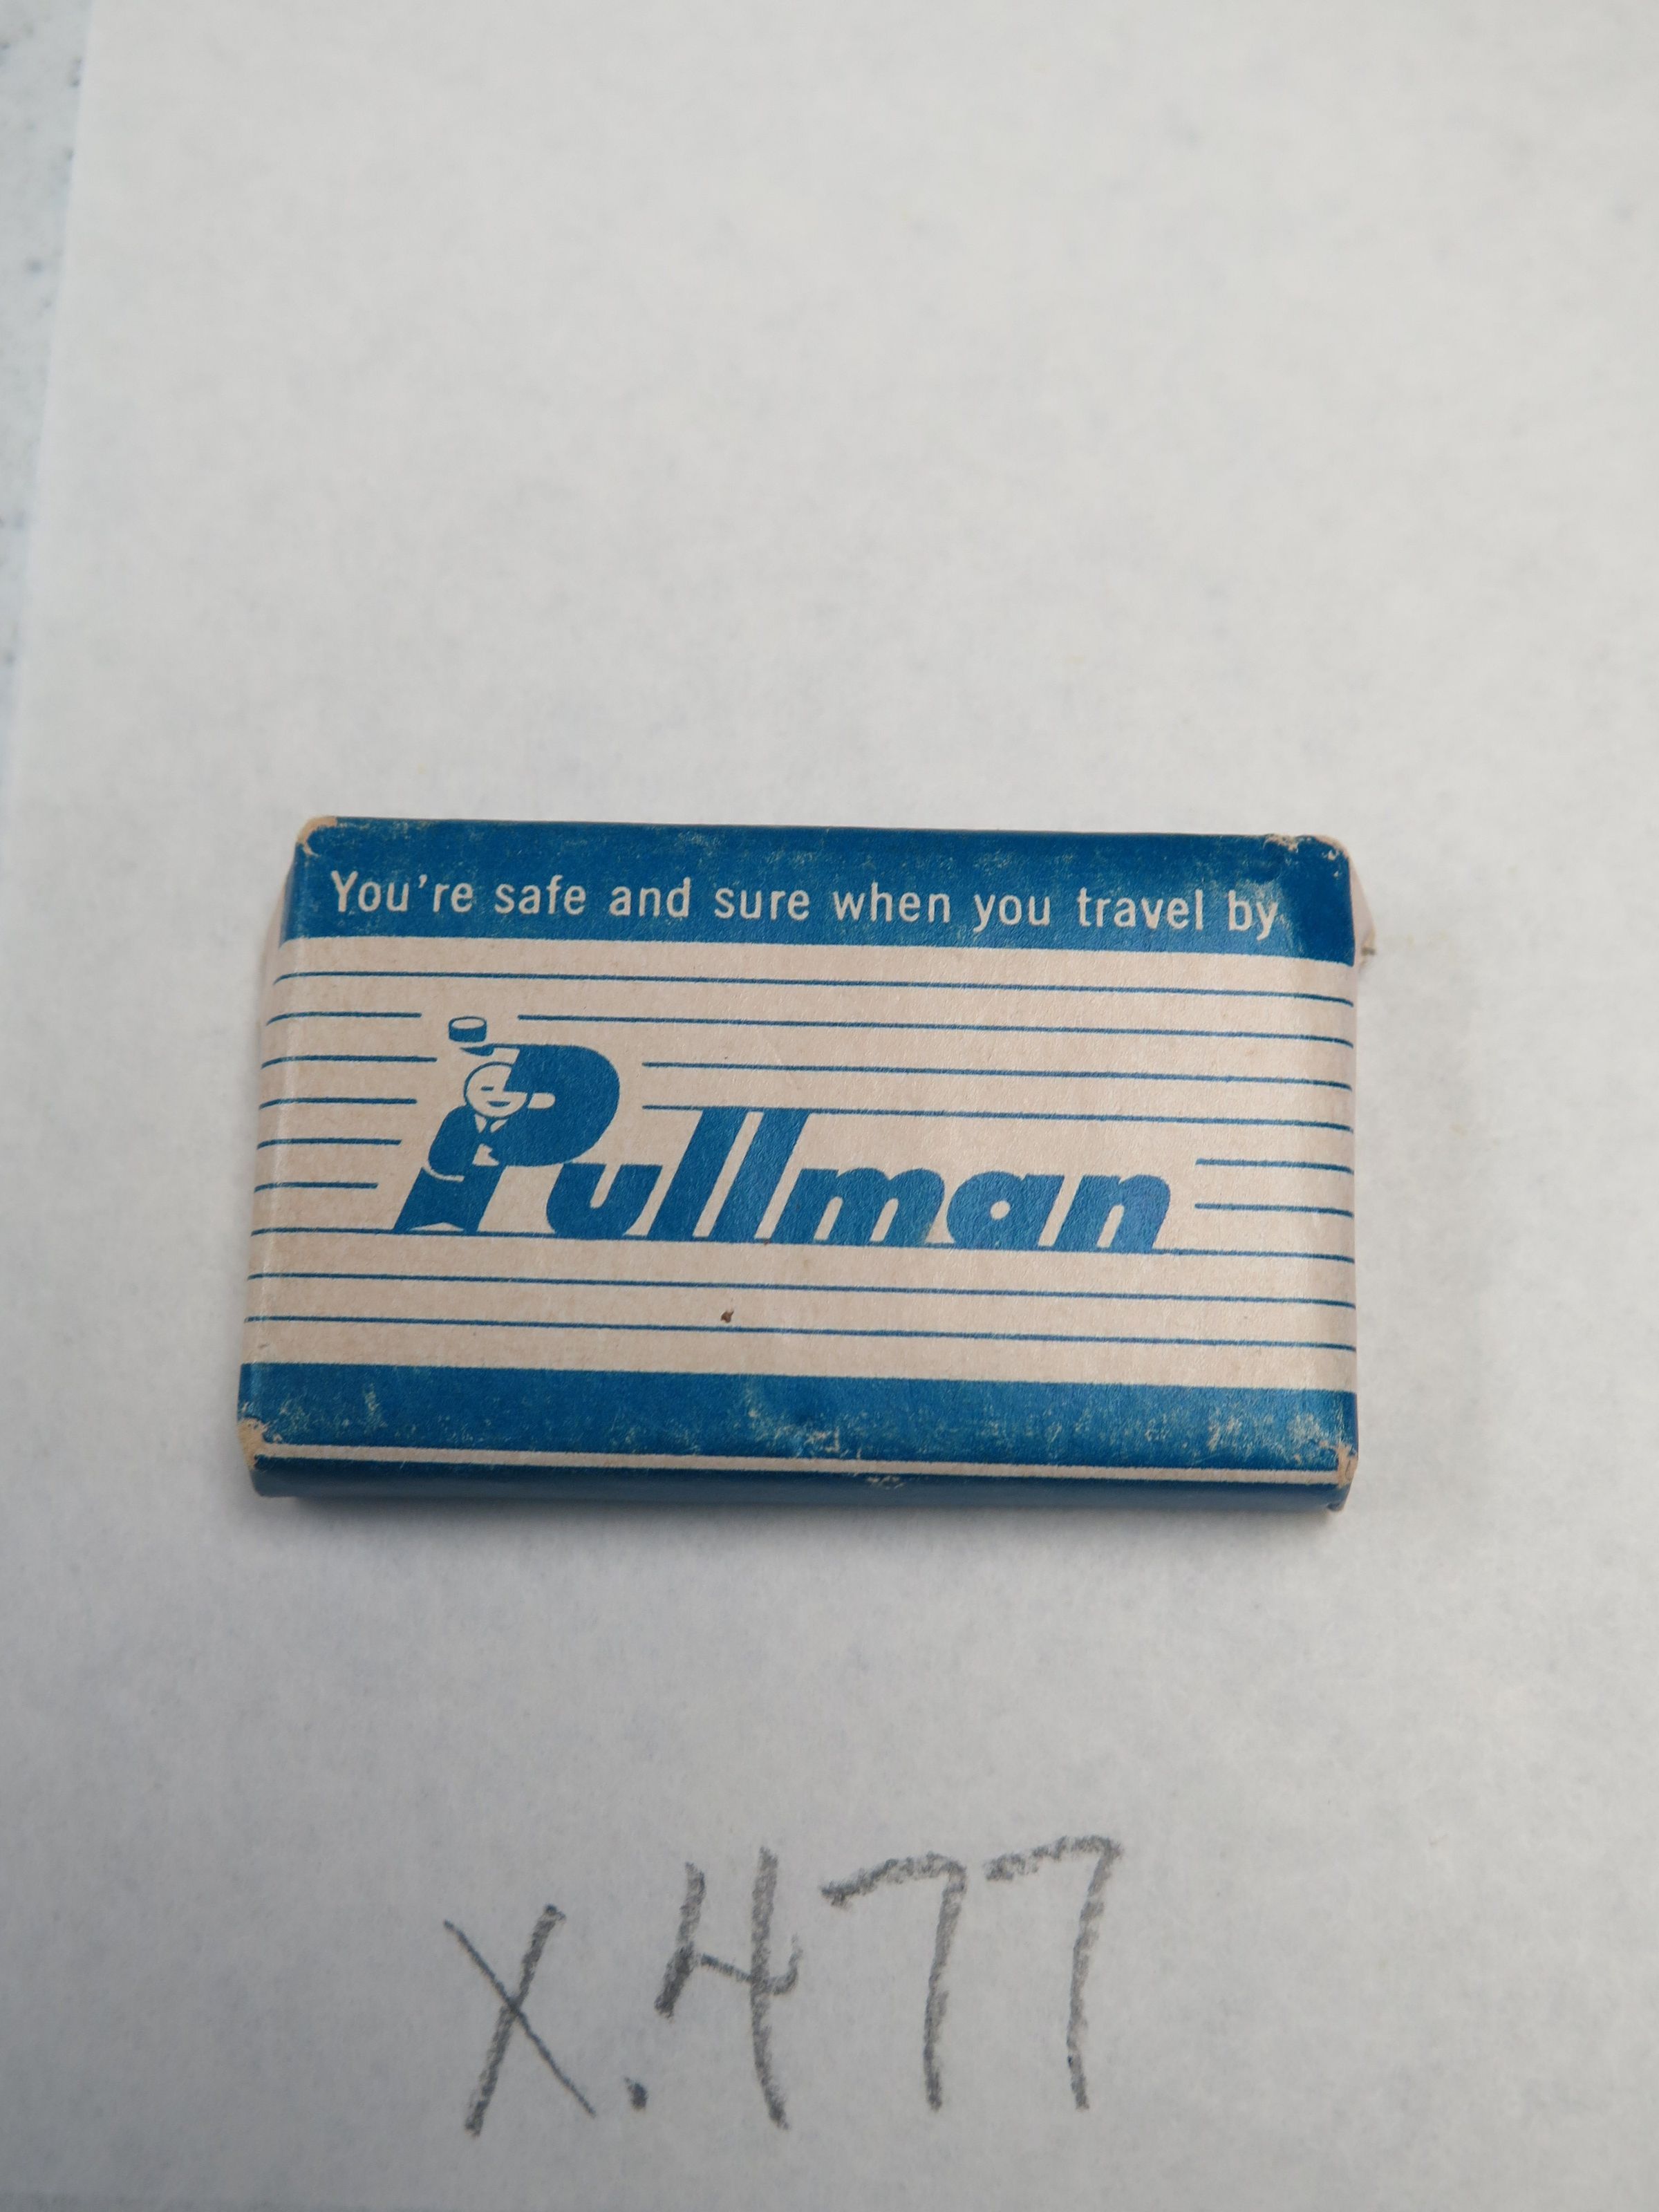 You're safe and sure when you travel by
Pullman
X.477